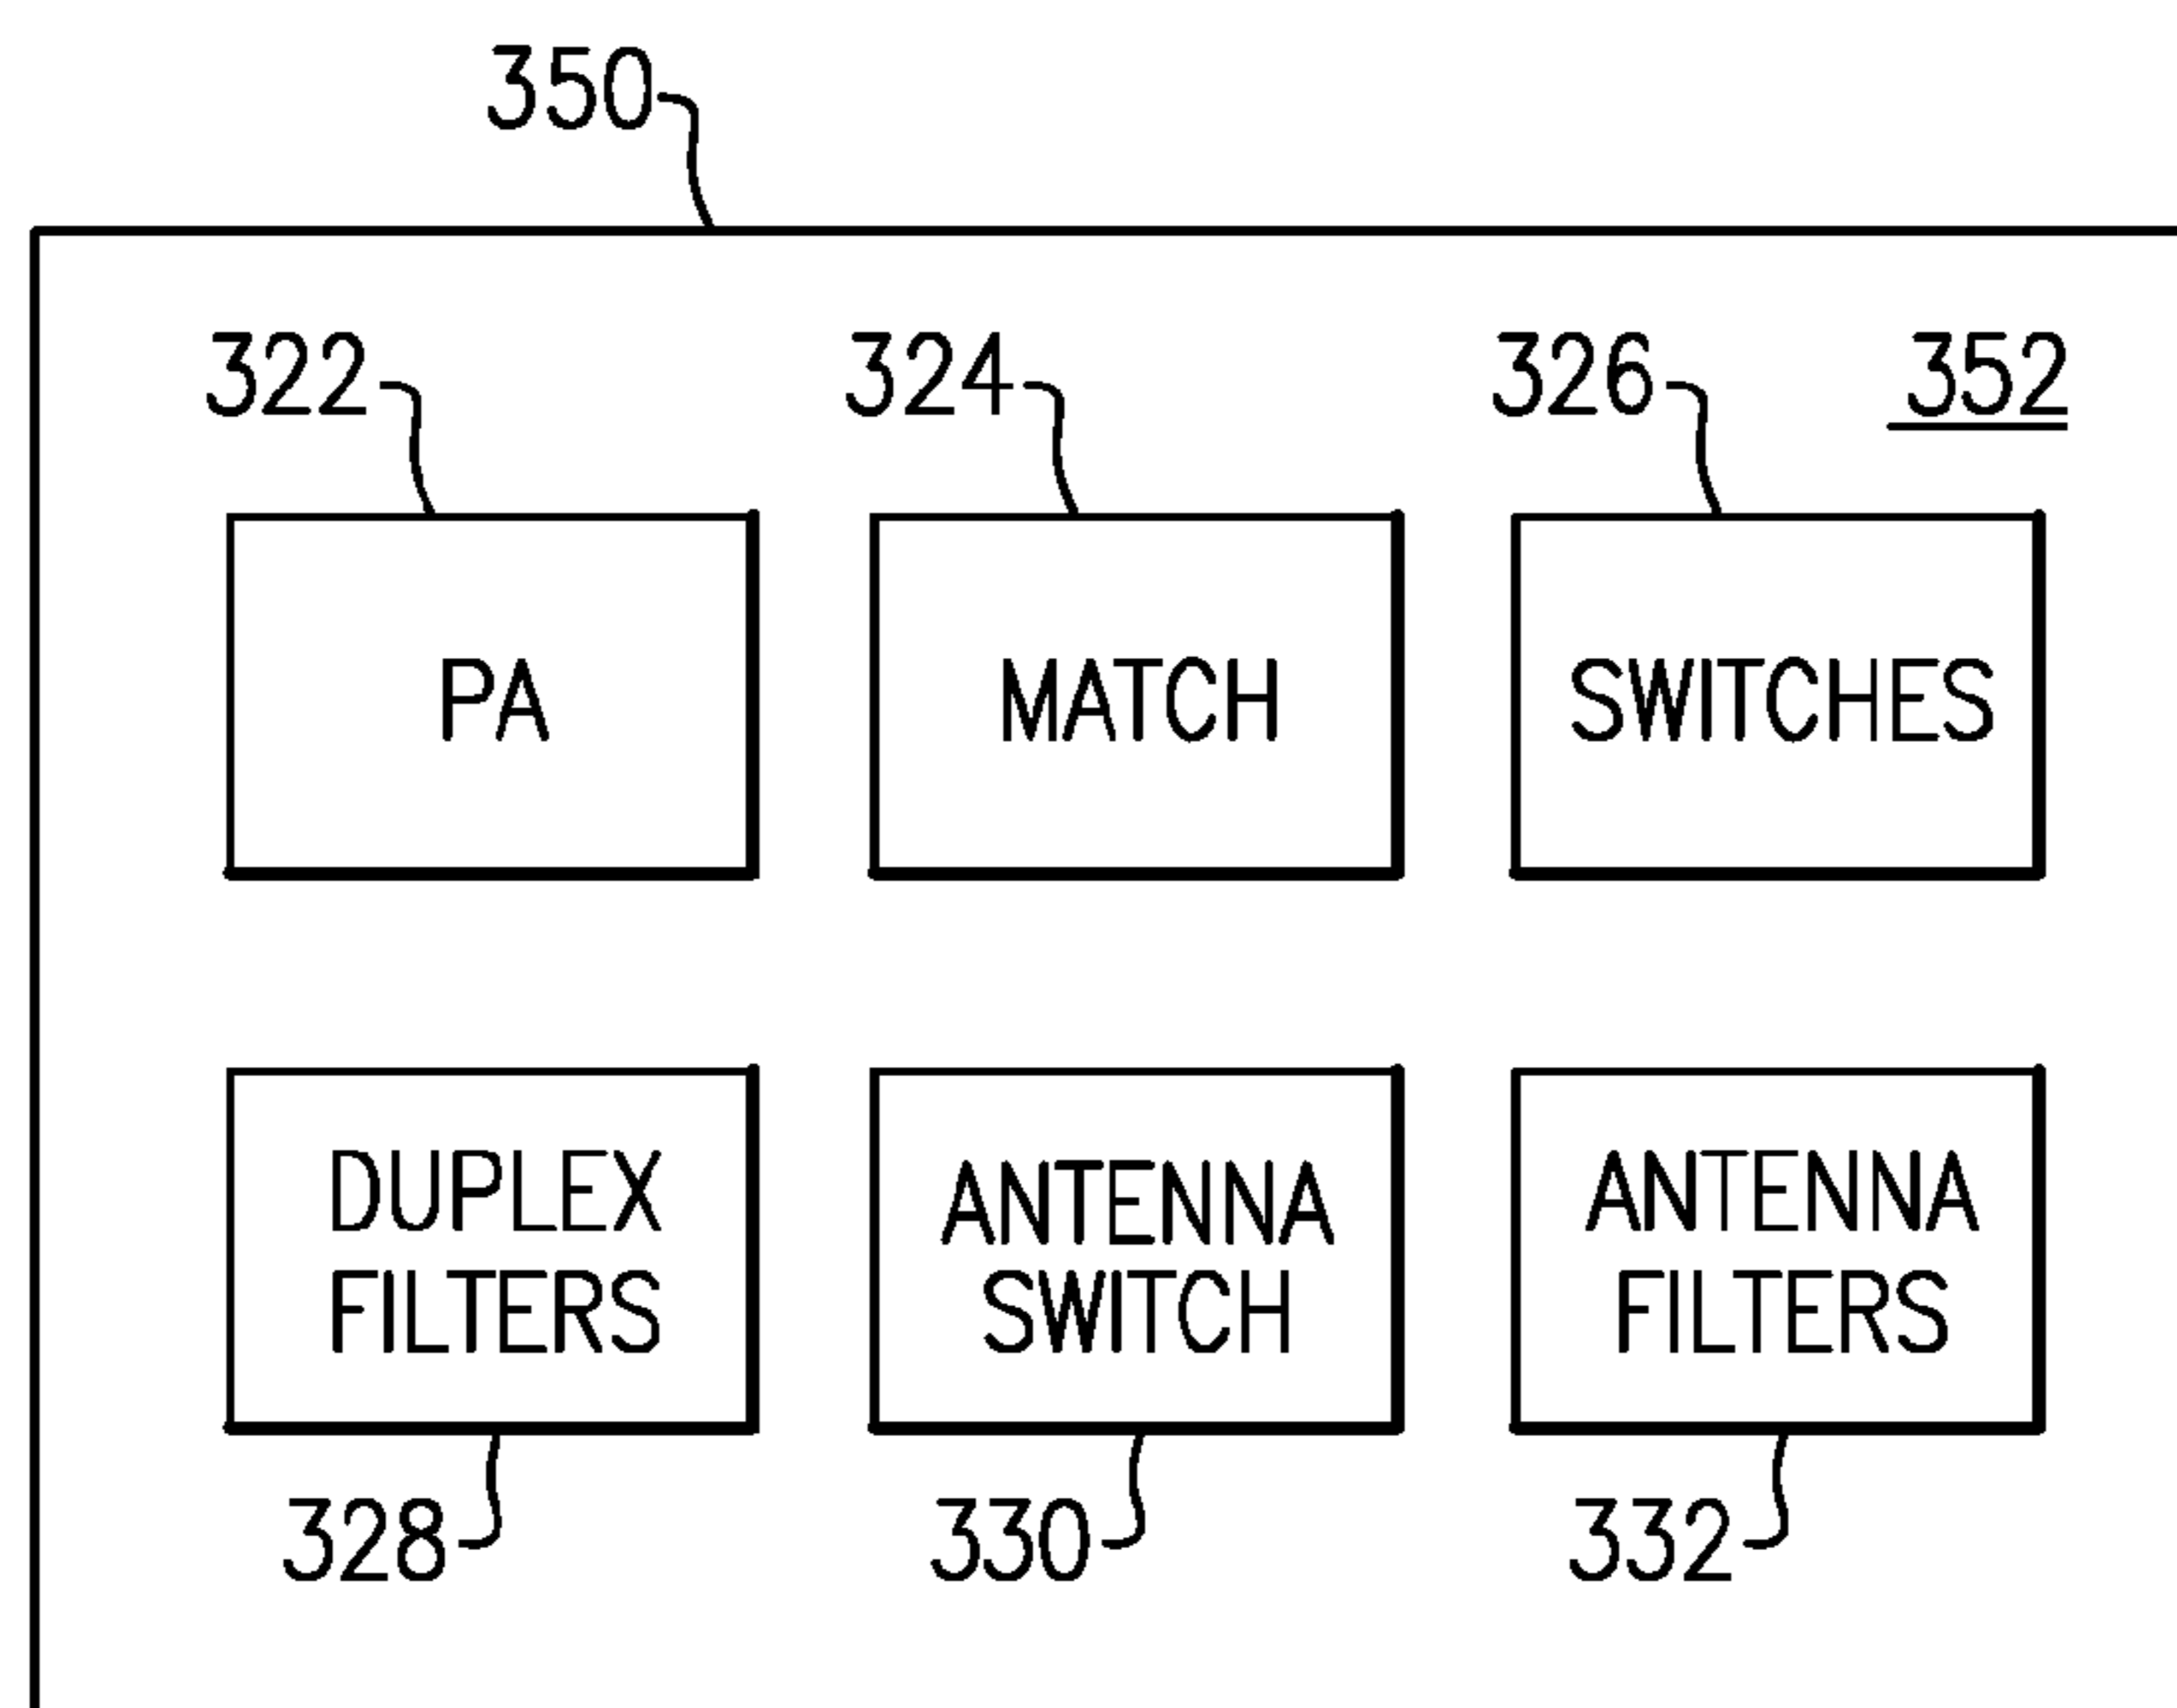 350
322
324
326
352
PA
MATCH
SWITCHES
DUPLEX
FILTERS
ANTENNA
SWITCH
ANTENNA
FILTERS
328
330
332